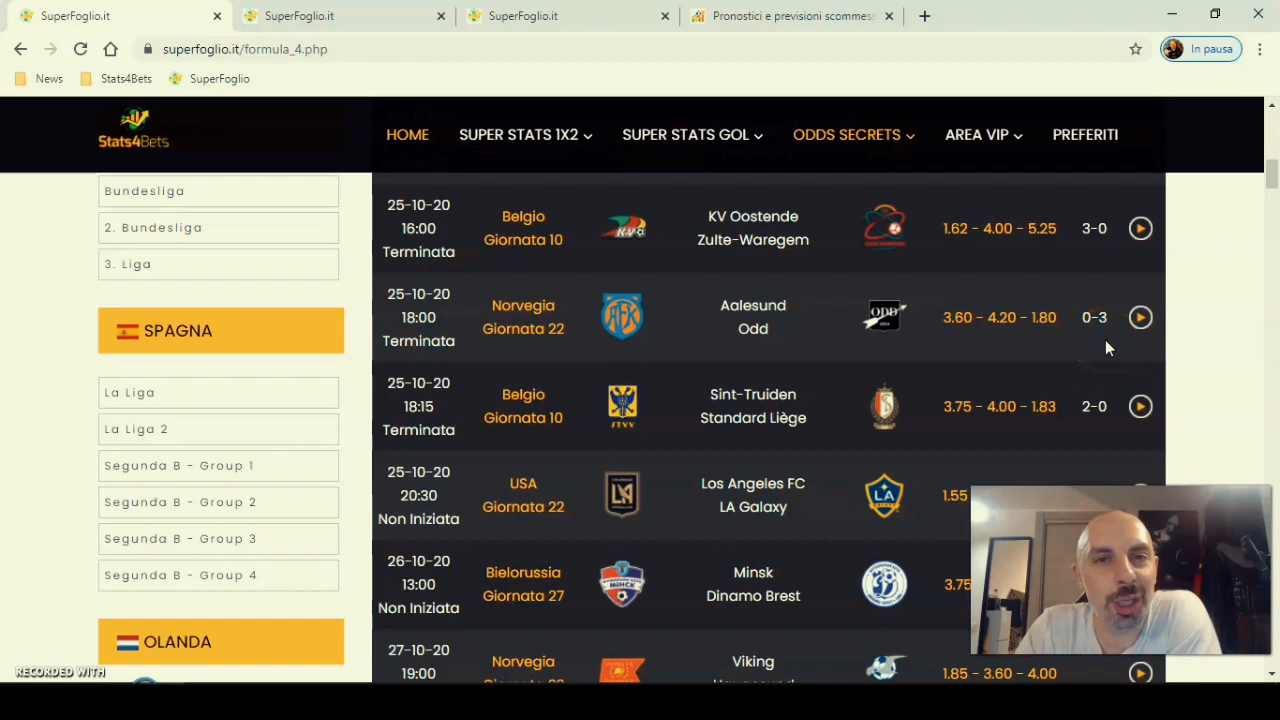 SuperFoglio.it
SuperFoglio.it
SuperFoglio.it
Pronostici e previsioni scommess
superfoglio.it/formula_4.php
In pausa
News
Stats4Bets
SuperFoglio
Stats4Bets
HOME
SUPER STATS 1X2
SUPER STATS GOL
ODDS SECRETS
AREA VIP
PREFERITI
Bundesliga
2. Bundesliga
3. Liga
SPAGNA
La Liga
La Liga 2
Segunda B - Group 1
Segunda B - Group 2
Segunda B - Group 3
Segunda B - Group 4
OLANDA
25-10-20
16:00
Terminata
Belgio
Giornata 10
KV Oostende
Zulte-Waregem
1.62 - 4.00 - 5.25
3-0
25-10-20
18:00
Terminata
Norvegia
Giornata 22
Aalesund
Odd
ODD
3.60 - 4.20 - 1.80
0-3
25-10-20
18:15
Terminata
Belgio
Giornata 10
STVV
Sint-Truiden
Standard Liège
3.75 - 4.00 - 1.83
2-0
25-10-20
20:30
Non Iniziata
USA
Giornata 22
Los Angeles FC
LA Galaxy
LA
1.55
26-10-20
13:00
Non Iniziata
Bielorussia
Giornata 27
Minsk
Dinamo Brest
3.75
27-10-20
19:00
Norvegia
Viking
1.85 - 3.60 - 4.00
RECORDED WITH